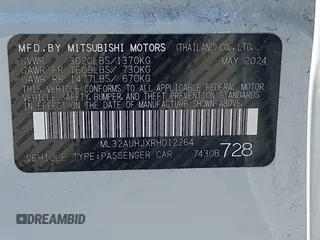 MFD.BY MITSUBISHI MOTORS (THAILAND) CO.,LTD.
GVWR 3020LBS/1370KG MAY 2024
GAWR FR 1609LBS/ 730KG
GAWR RR 1477LBS/ 670KG
THIS VEHICLE CONFORMS TO ALL APPLICABLE FEDERAL MOTOR VEHICLE
SAFETY, BUMPER, AND THEFT PREVENTION STANDARDS IN EFFECT ON THE
DATE OF MANUFACTURE SHOWN ABOVE.
ML32AUHJXRH012264
VEHICLE TYPE:PASSENGER CAR 7430B 728
DREAMBID